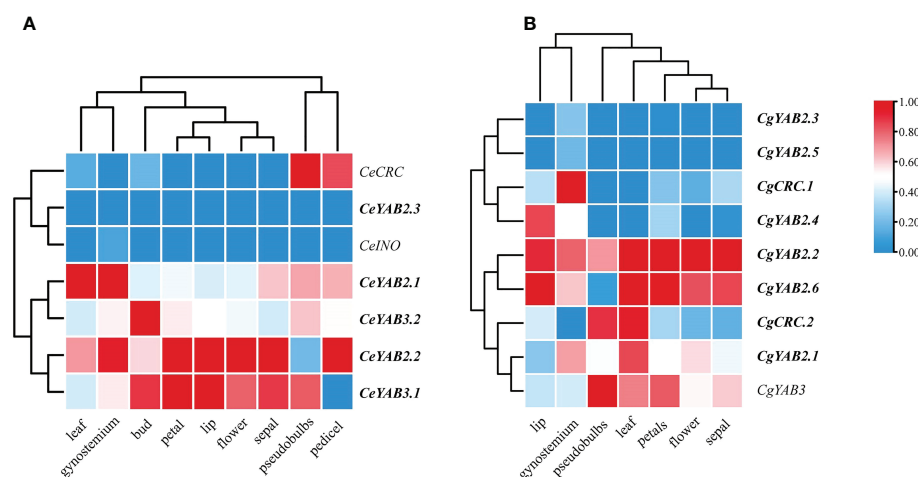 A
CeCRC
CeYAB2.3
CeINO
CeYAB2.1
CeYAB3.2
CeYAB2.2
CeYAB3.1
leaf
gynostemium
bud
petal
lip
flower
sepal
pseudobulbs
pedicel
B
CgYAB2.3
CgYAB2.5
CgCRC.1
CgYAB2.4
CgYAB2.2
CgYAB2.6
CgCRC.2
CgYAB2.1
CgYAB3
lip
gynostemium
pseudobulbs
leaf
petals
flower
sepal
1.00
0.80
0.60
0.40
0.20
0.00